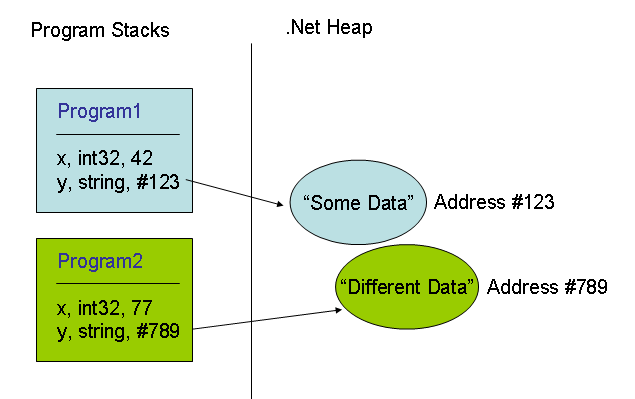 Program Stacks
.Net Heap
Program1
x, int32, 42
y, string, #123
“Some Data”
Address #123
Program2
x, int32, 77
y, string, #789
“Different Data”
Address #789